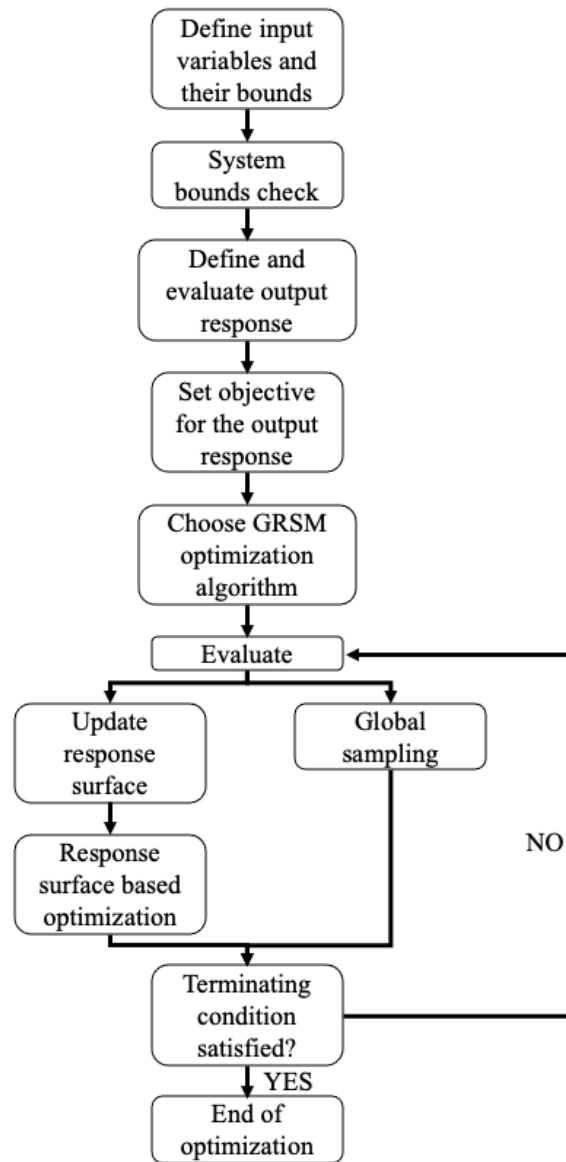 Define input
variables and
their bounds
System
bounds check
Define and
evaluate output
response
Set objective
for the output
response
Choose GRSM
optimization
algorithm
Evaluate
Update
response
surface
Global
sampling
Response
surface based
optimization
NO
Terminating
condition
satisfied?
YES
End of
optimization